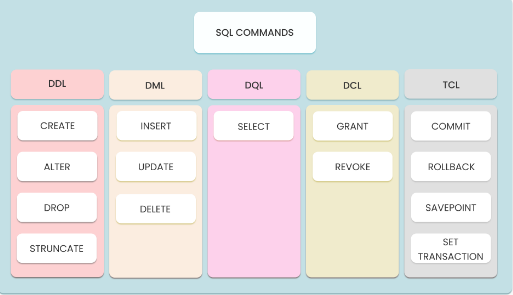 SQL COMMANDS
DDL
DML
DQL
DCL
TCL
CREATE
INSERT
SELECT
GRANT
COMMIT
ALTER
UPDATE
REVOKE
ROLLBACK
DROP
DELETE
SAVEPOINT
STRUNCATE
SET
TRANSACTION